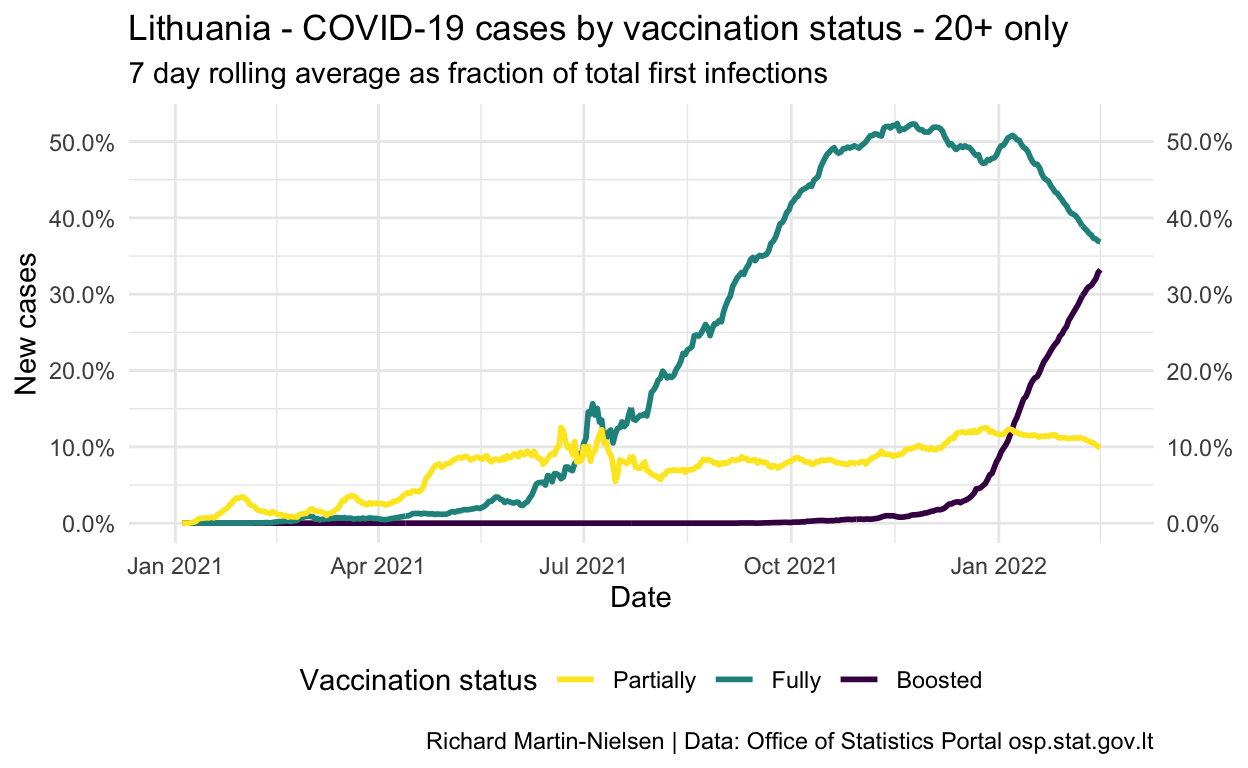 Lithuania - COVID-19 cases by vaccination status - 20+ only
7 day rolling average as fraction of total first infections
50.0% 50.0%
40.0% 40.0%
30.0% 30.0%
20.0% 20.0%
10.0% 10.0%
0.0% 0.0%
New cases
Jan 2021 Apr 2021 Jul 2021 Oct 2021 Jan 2022
Date
Vaccination status Partially Fully Boosted
Richard Martin-Nielsen | Data: Office of Statistics Portal osp.stat.gov.lt